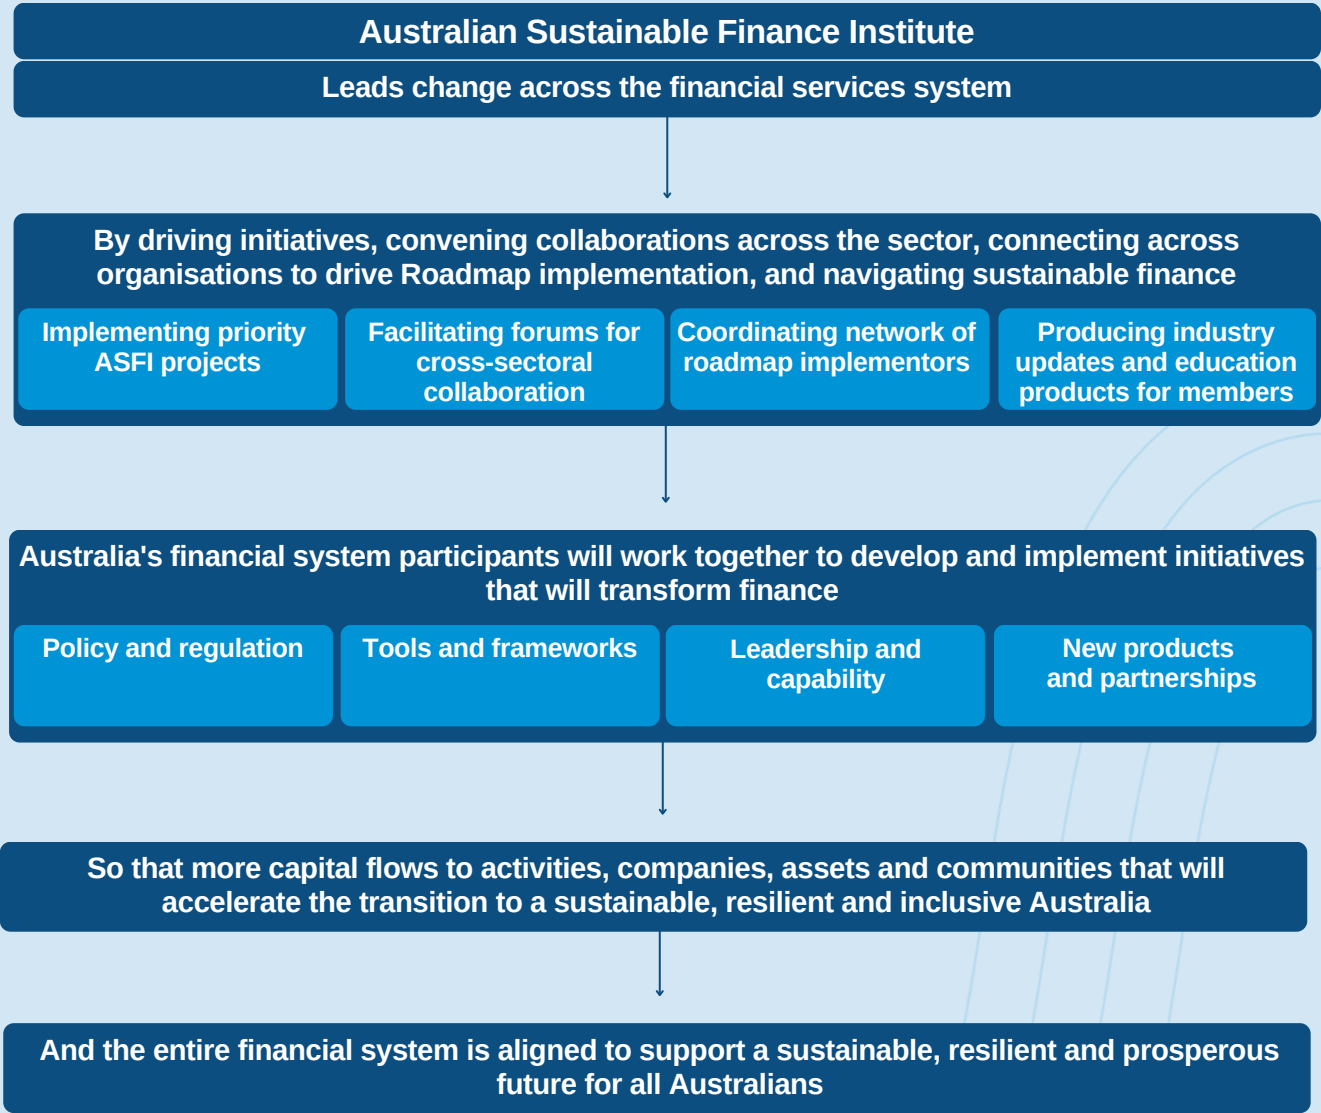 Australian Sustainable Finance Institute
Leads change across the financial services system
By driving initiatives, convening collaborations across the sector, connecting across
organisations to drive Roadmap implementation, and navigating sustainable finance
Implementing priority
ASFI projects
Facilitating forums for
cross-sectoral
collaboration
Coordinating network of
roadmap implementors
Producing industry
updates and education
products for members
Australia's financial system participants will work together to develop and implement initiatives
that will transform finance
Policy and regulation
Tools and frameworks
Leadership and
capability
New products
and partnerships
So that more capital flows to activities, companies, assets and communities that will
accelerate the transition to a sustainable, resilient and inclusive Australia
And the entire financial system is aligned to support a sustainable, resilient and prosperous
future for all Australians